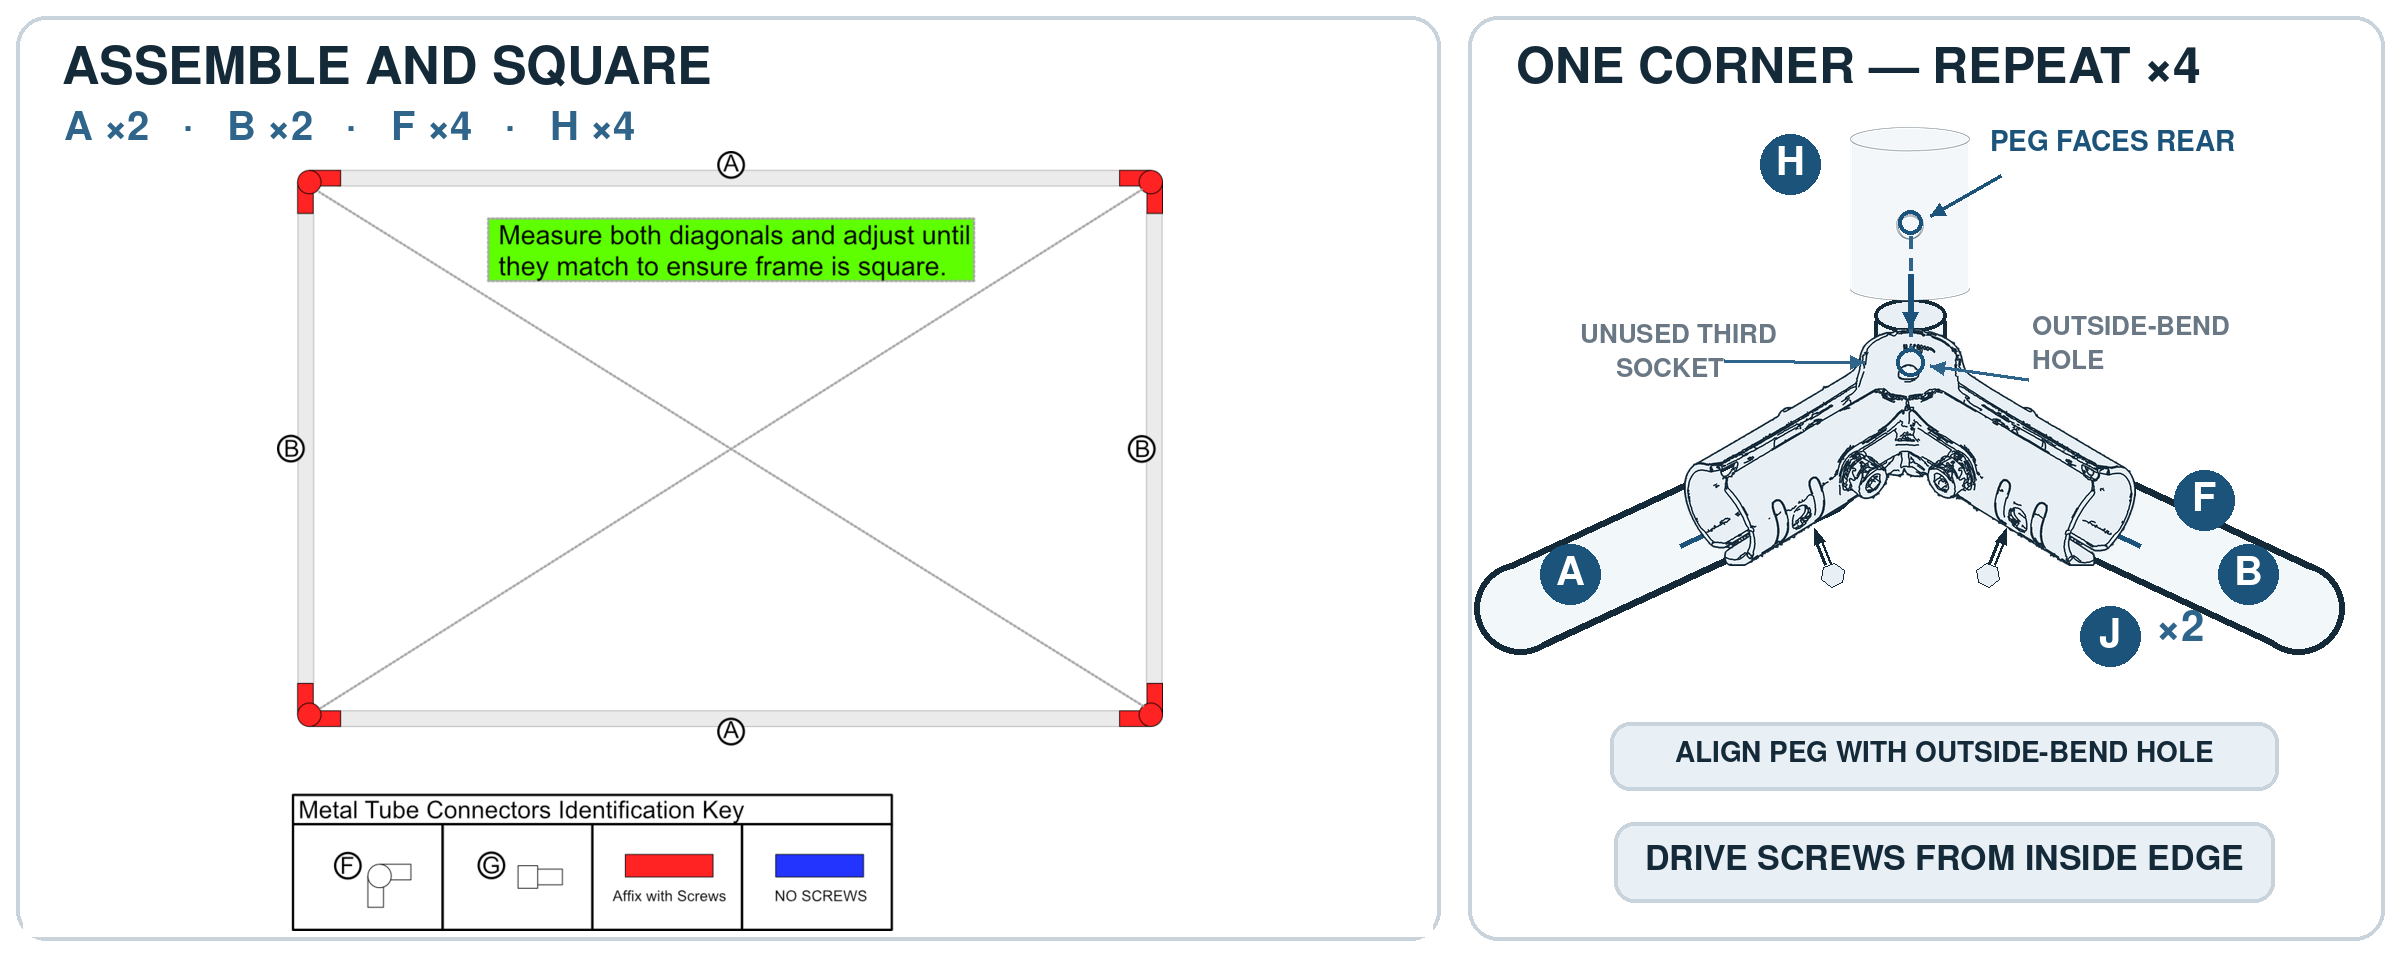 ASSEMBLE AND SQUARE
A ×2 · B ×2 · F ×4 · H ×4
A
Measure both diagonals and adjust until
they match to ensure frame is square.
B
B
A
Metal Tube Connectors Identification Key
F
G
Affix with Screws
NO SCREWS
ONE CORNER — REPEAT ×4
H
PEG FACES REAR
UNUSED THIRD
SOCKET
OUTSIDE-BEND
HOLE
F
A
B
J ×2
ALIGN PEG WITH OUTSIDE-BEND HOLE
DRIVE SCREWS FROM INSIDE EDGE